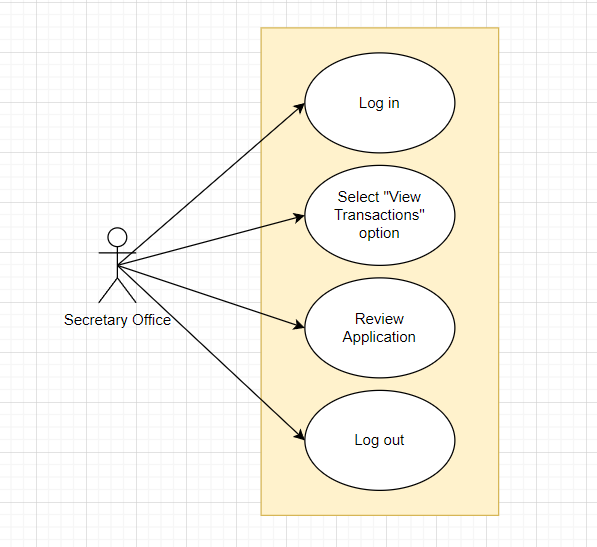 Log in
Select "View
Transactions"
option
Secretary Office
Review
Application
Log out